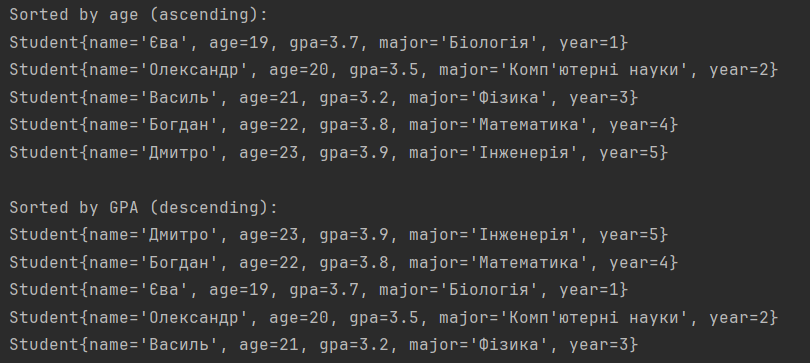 Sorted by age (ascending):
Student{name='Єва', age=19, gpa=3.7, major='Біологія', year=1}
Student{name='Олександр', age=20, gpa=3.5, major='Комп'ютерні науки', year=2}
Student{name='Василь', age=21, gpa=3.2, major='Фізика', year=3}
Student{name='Богдан', age=22, gpa=3.8, major='Математика', year=4}
Student{name='Дмитро', age=23, gpa=3.9, major='Інженерія', year=5}

Sorted by GPA (descending):
Student{name='Дмитро', age=23, gpa=3.9, major='Інженерія', year=5}
Student{name='Богдан', age=22, gpa=3.8, major='Математика', year=4}
Student{name='Єва', age=19, gpa=3.7, major='Біологія', year=1}
Student{name='Олександр', age=20, gpa=3.5, major='Комп'ютерні науки', year=2}
Student{name='Василь', age=21, gpa=3.2, major='Фізика', year=3}